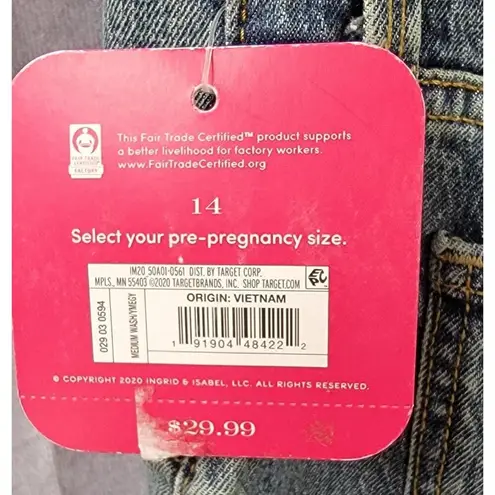 This Fair Trade Certified™ product supports
a better livelihood for factory workers.
www.FairTradeCertified.org
FAIR TRADE
CERTIFIED
FACTORY
14
Select your pre-pregnancy size.
IM20 50A01-0561 DIST. BY TARGET CORP.
MPLS., MN 55403 ©2020 TARGETBRANDS, INC. SHOP TARGET.COM
ORIGIN: VIETNAM
029 03 0594
MEDIUM WASH/YMEGY
1 91904 48422 2
© COPYRIGHT 2020 INGRID & ISABEL, LLC. ALL RIGHTS RESERVED.
$29.99